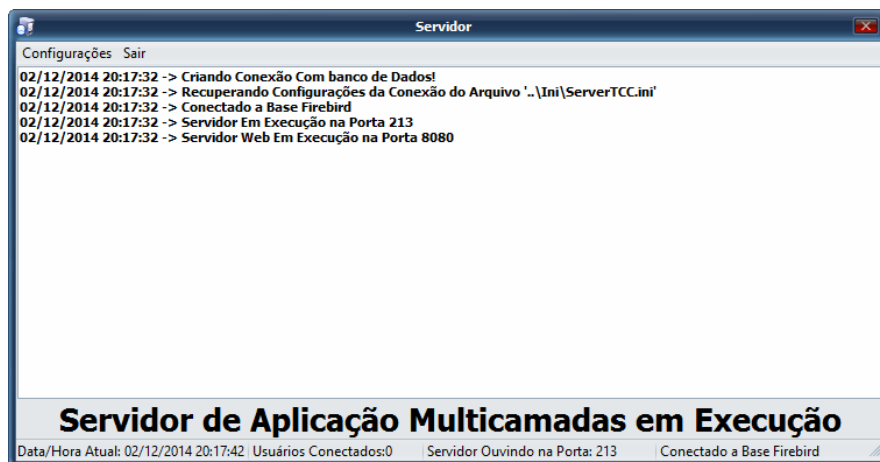 Servidor
Configurações Sair
02/12/2014 20:17:32 -> Criando Conexão Com banco de Dados!
02/12/2014 20:17:32 -> Recuperando Configurações da Conexão do Arquivo '..\Ini\ServerTCC.ini'
02/12/2014 20:17:32 -> Conectado a Base Firebird
02/12/2014 20:17:32 -> Servidor Em Execução na Porta 213
02/12/2014 20:17:32 -> Servidor Web Em Execução na Porta 8080
Servidor de Aplicação Multicamadas em Execução
Data/Hora Atual: 02/12/2014 20:17:42 Usuários Conectados:0 Servidor Ouvindo na Porta: 213 Conectado a Base Firebird